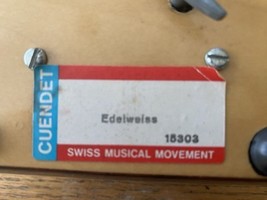 CUENDET
Edelweiss
15303
SWISS MUSICAL MOVEMENT